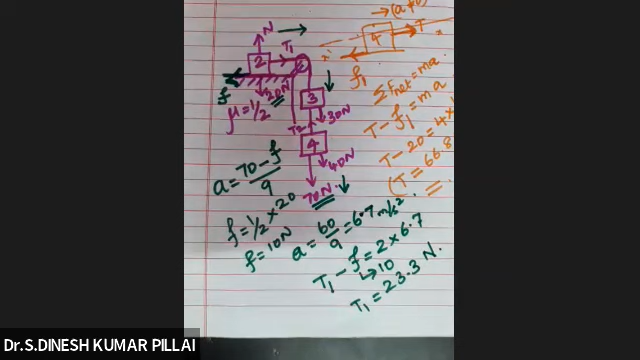 → (a≠0)
N
→
T
4
x' x
2 T₁
f₁
f 20N
3
μ=1/2
30N
ΣFnet=ma
T2
T-f₁=ma
4
40N
T-20=4×
70N
(T=66.8
a=70-f/9
f=1/2×20
f=10N
a=60/9=6.7m/s².
T₁-f=2×6.7
↳10
T₁=23.3 N.
Dr.S.DINESH KUMAR PILLAI